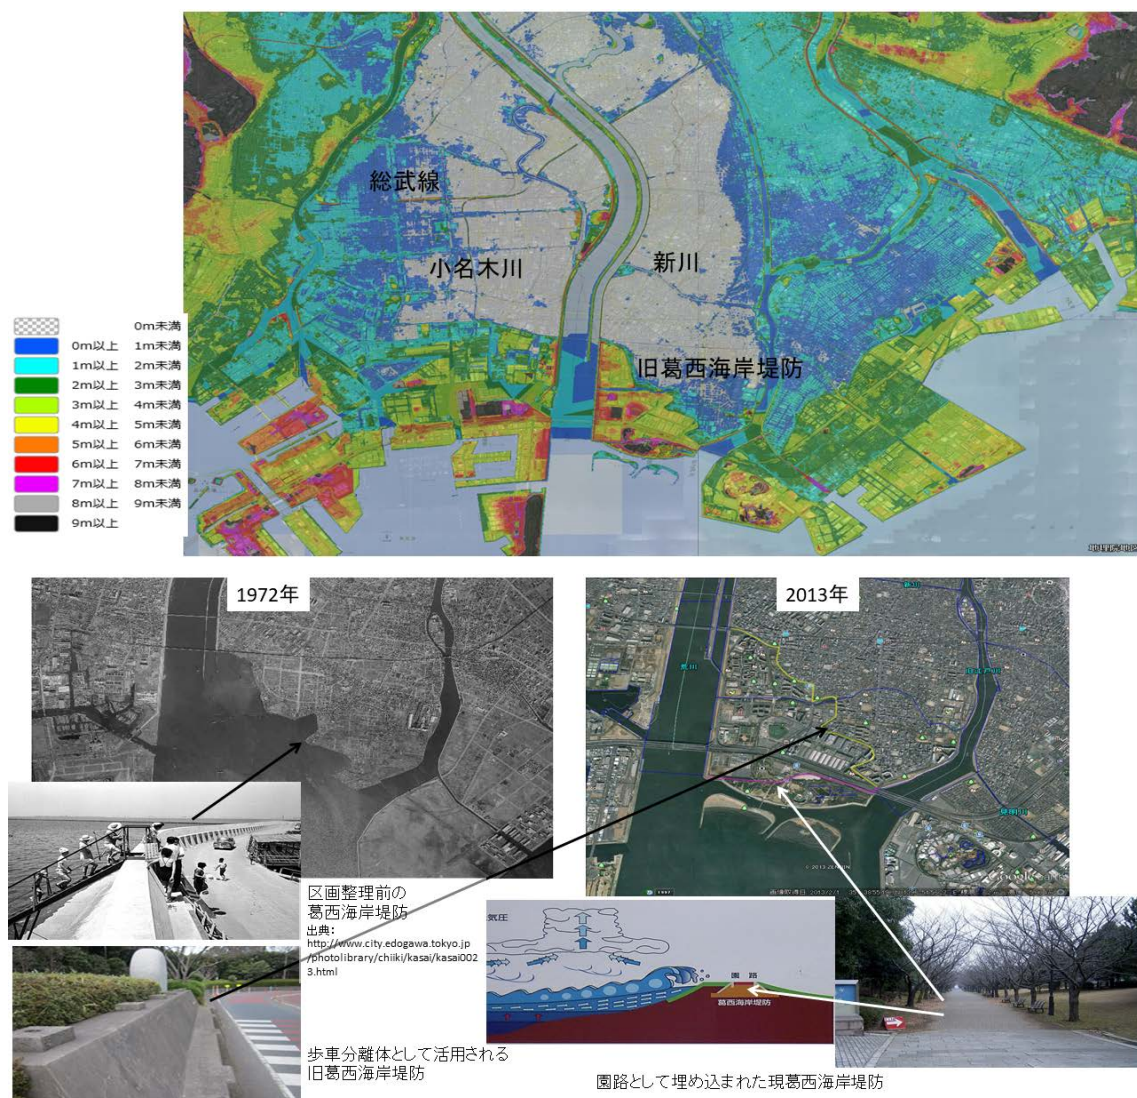 総武線
小名木川
新川
旧葛西海岸堤防
0m未満
0m以上 1m未満
1m以上 2m未満
2m以上 3m未満
3m以上 4m未満
4m以上 5m未満
5m以上 6m未満
6m以上 7m未満
7m以上 8m未満
8m以上 9m未満
9m以上
1972年
2013年
荒川
旧江戸川
区画整理前の
葛西海岸堤防
出典:
http://www.city.edogawa.tokyo.jp
/photolibrary/chiiki/kasai/kasai002
3.html
気圧
園 路
葛西海岸堤防
歩車分離体として活用される
旧葛西海岸堤防
園路として埋め込まれた現葛西海岸堤防